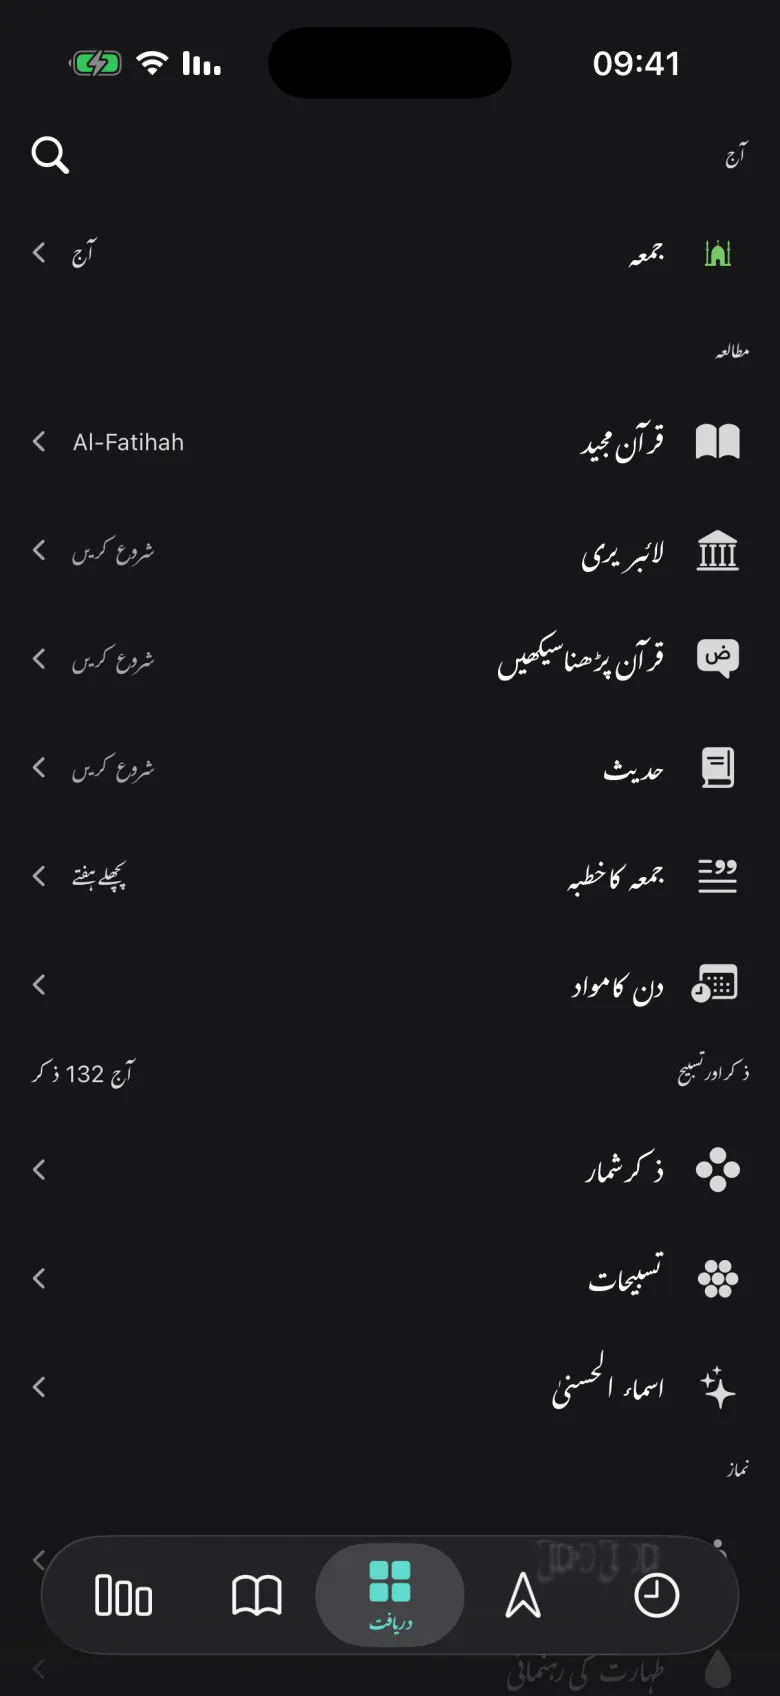 09:41
آج
جمعہ
آج
مطالعہ
قرآن مجید
Al-Fatihah
لائبریری
شروع کریں
قرآن پڑھنا سیکھیں
شروع کریں
ض
حدیث
شروع کریں
جمعہ کا خطبہ
پچھلے ہفتے
دن کا مواد
ذکر اور تسبیح
آج 132 ذکر
ذکر شمار
تسبیحات
اسماء الحسنیٰ
نماز
دریافت
طہارت کی رہنمائی